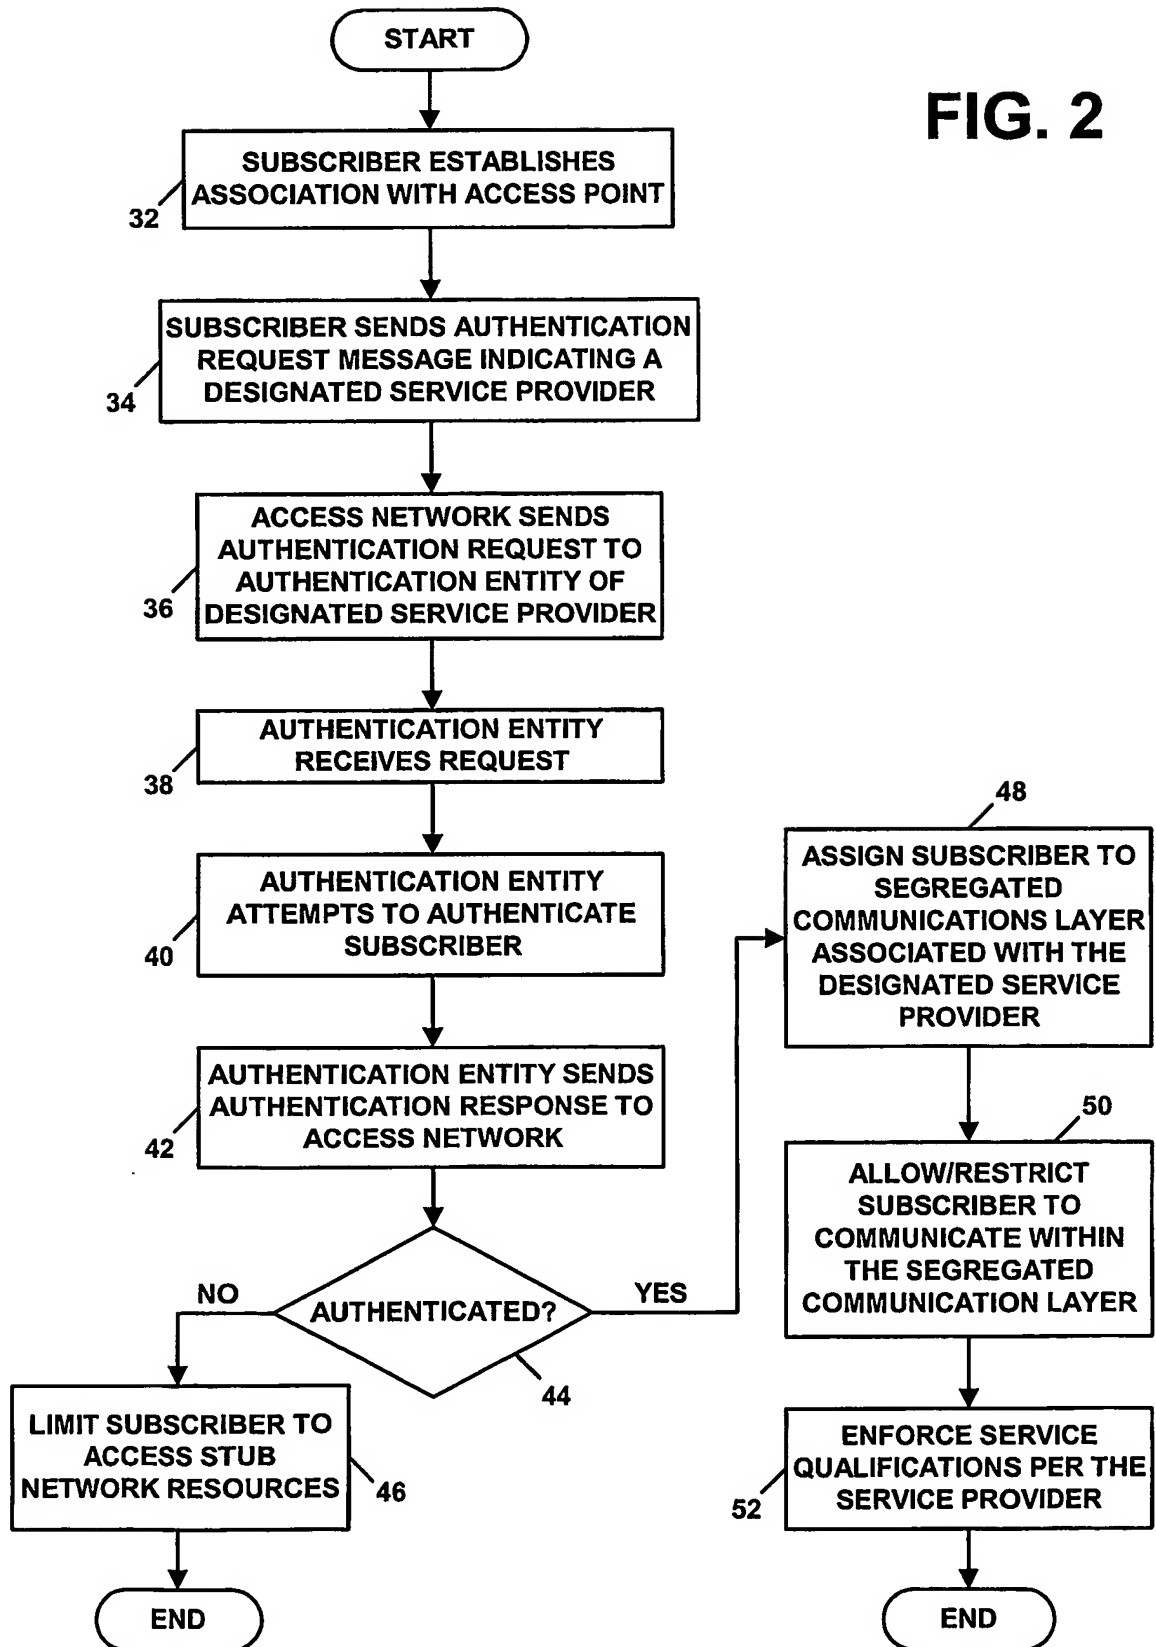 START
FIG. 2
SUBSCRIBER ESTABLISHES
ASSOCIATION WITH ACCESS POINT
32
SUBSCRIBER SENDS AUTHENTICATION
REQUEST MESSAGE INDICATING A
DESIGNATED SERVICE PROVIDER
34
ACCESS NETWORK SENDS
AUTHENTICATION REQUEST TO
AUTHENTICATION ENTITY OF
DESIGNATED SERVICE PROVIDER
36
AUTHENTICATION ENTITY
RECEIVES REQUEST
38
AUTHENTICATION ENTITY
ATTEMPTS TO AUTHENTICATE
SUBSCRIBER
40
AUTHENTICATION ENTITY SENDS
AUTHENTICATION RESPONSE TO
ACCESS NETWORK
42
AUTHENTICATED?
44
NO
YES
LIMIT SUBSCRIBER TO
ACCESS STUB
NETWORK RESOURCES
46
END
48
ASSIGN SUBSCRIBER TO
SEGREGATED
COMMUNICATIONS LAYER
ASSOCIATED WITH THE
DESIGNATED SERVICE
PROVIDER
50
ALLOW/RESTRICT
SUBSCRIBER TO
COMMUNICATE WITHIN
THE SEGREGATED
COMMUNICATION LAYER
ENFORCE SERVICE
QUALIFICATIONS PER THE
SERVICE PROVIDER
52
END